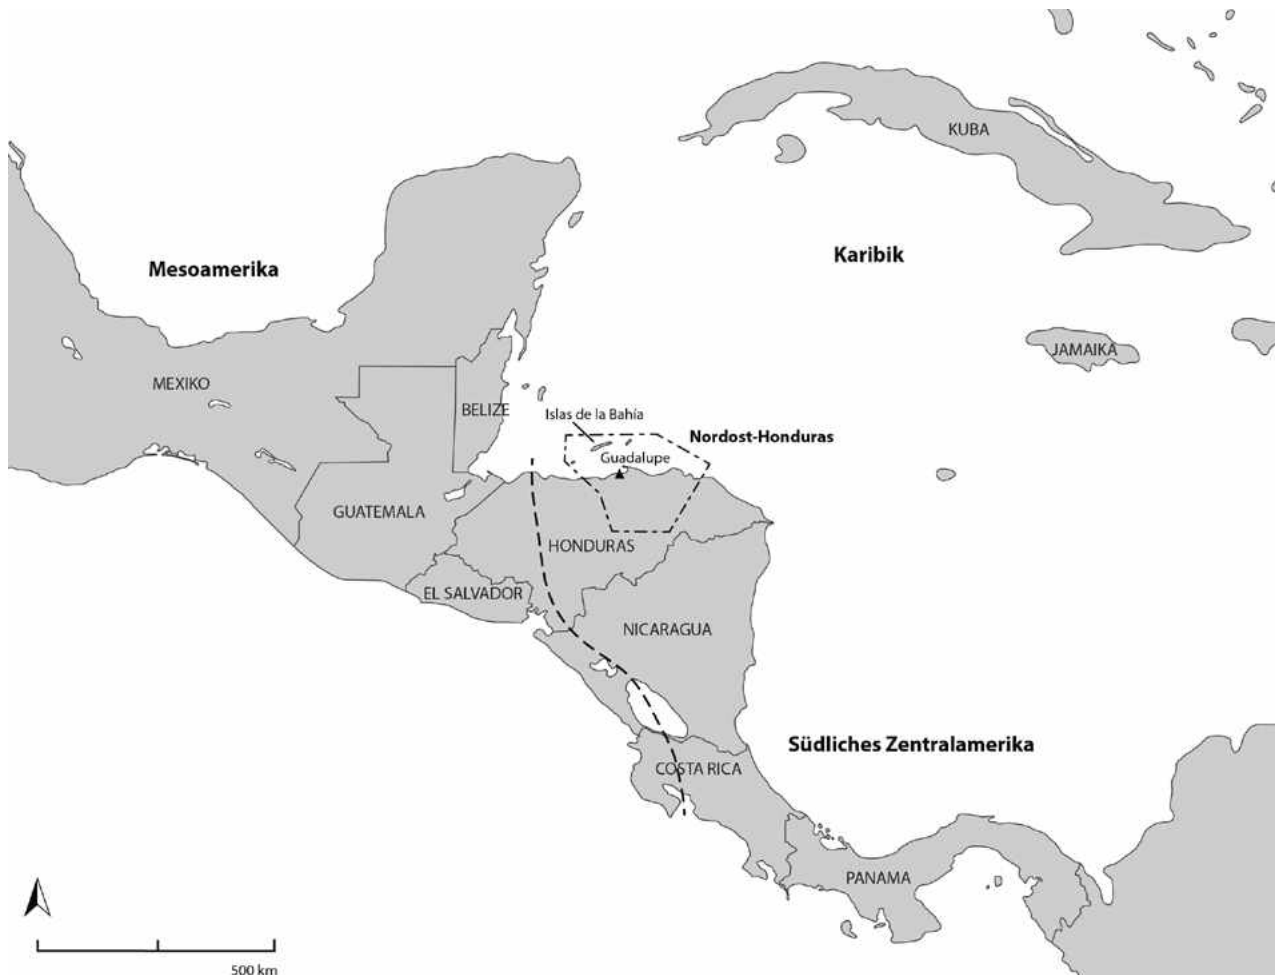 KUBA
Karibik
Mesoamerika
JAMAIKA
MEXIKO
BELIZE
Islas de la Bahía
Nordost-Honduras
Guadalupe
GUATEMALA
HONDURAS
EL SALVADOR
NICARAGUA
Südliches Zentralamerika
COSTA RICA
PANAMA
500 km